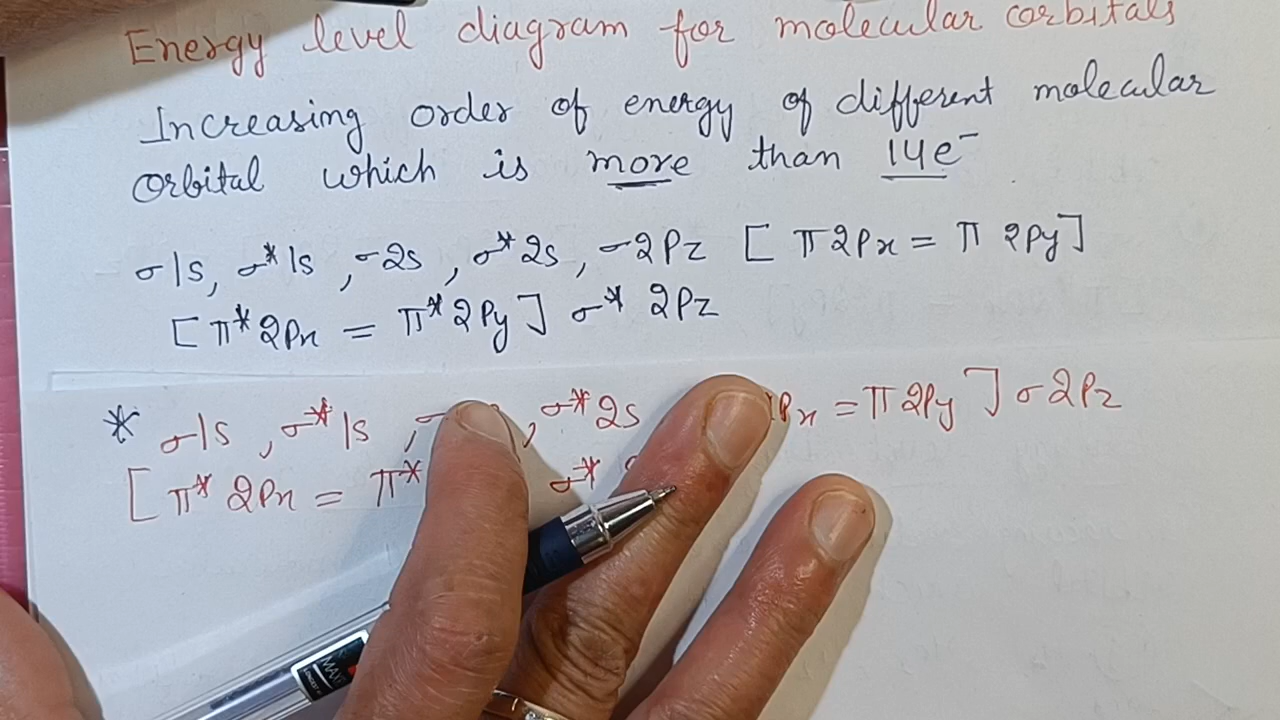 Energy level diagram for molecular orbitals
Increasing order of energy of different molecular
orbital which is more than 14e⁻
σ1s, σ*1s, σ2s, σ*2s, σ2Pz [π2Px = π2Py]
[π*2Px = π*2Py] σ*2Pz
* σ1s, σ*1s, σ , σ*2s Px = π2Py] σ2Pz
[π*2Px = π* σ*
MAX